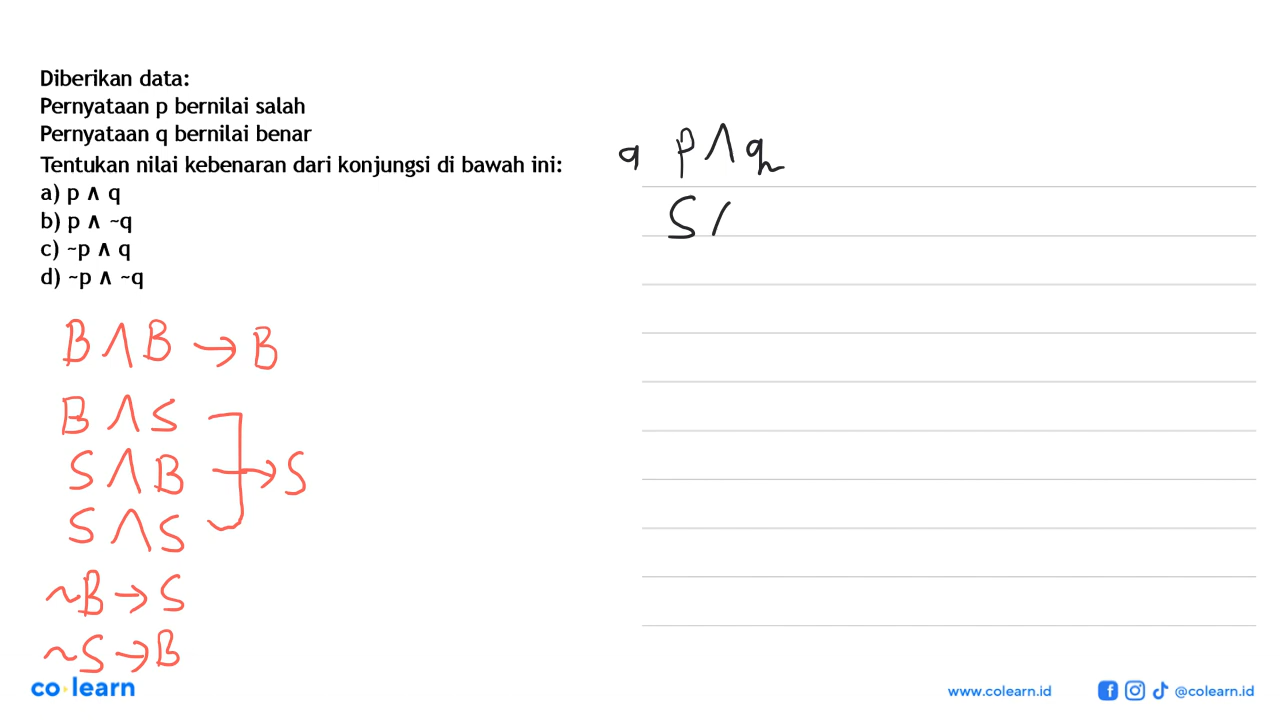 Diberikan data:
Pernyataan p bernilai salah
Pernyataan q bernilai benar
Tentukan nilai kebenaran dari konjungsi di bawah ini:
a) p ∧ q
b) p ∧ ~q
c) ~p ∧ q
d) ~p ∧ ~q
B ∧ B → B
B ∧ S
S ∧ B → S
S ∧ S
~B → S
~S → B
a p ∧ q
S /
co learn
www.colearn.id
@colearn.id